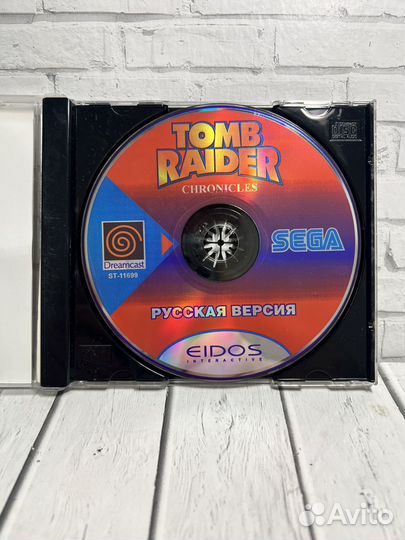 TOMB
RAIDER
CHRONICLES
SEGA
Dreamcast
ST-11699
РУССКАЯ ВЕРСИЯ
EIDOS
INTERACTIVE
Avito